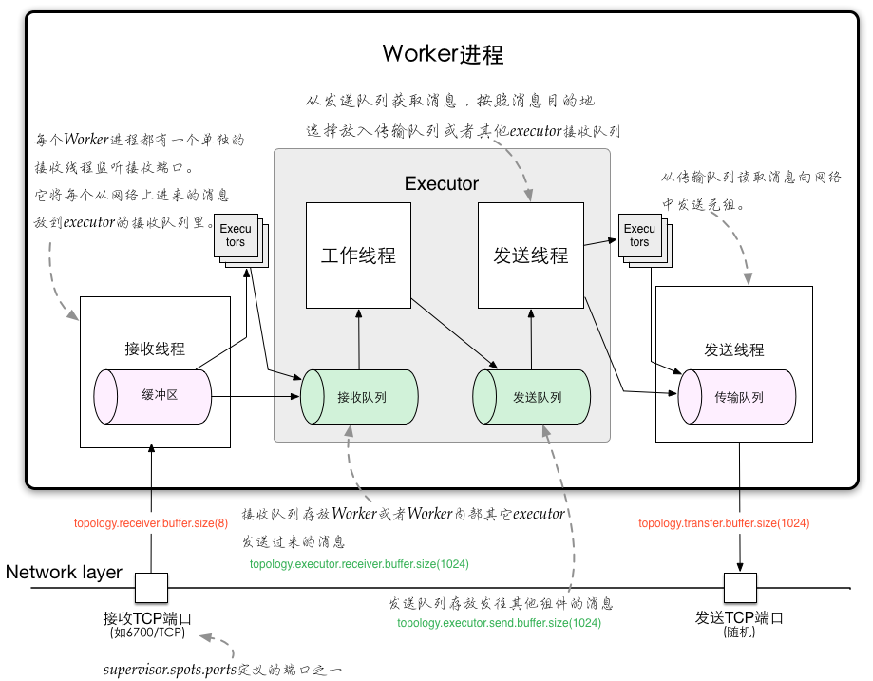 Worker进程
从发送队列获取消息，按照消息目的地
选择放入传输队列或者其他executor接收队列
每个Worker进程都有一个单独的
接收线程监听接收端口。
它将每个从网络上进来的消息
放到executor的接收队列里。
Executor
从传输队列读取消息向网络
中发送元组。
Execu
tors
工作线程
发送线程
Execu
tors
接收线程
缓冲区
接收队列
发送队列
发送线程
传输队列
接收队列存放Worker或者Worker内部其它executor
发送过来的消息
topology.receiver.buffer.size(8)
topology.executor.receiver.buffer.size(1024)
topology.transfer.buffer.size(1024)
Network layer
发送队列存放发往其他组件的消息
topology.executor.send.buffer.size(1024)
接收TCP端口
(如6700/TCP)
发送TCP端口
(随机)
supervisor.spots.ports定义的端口之一